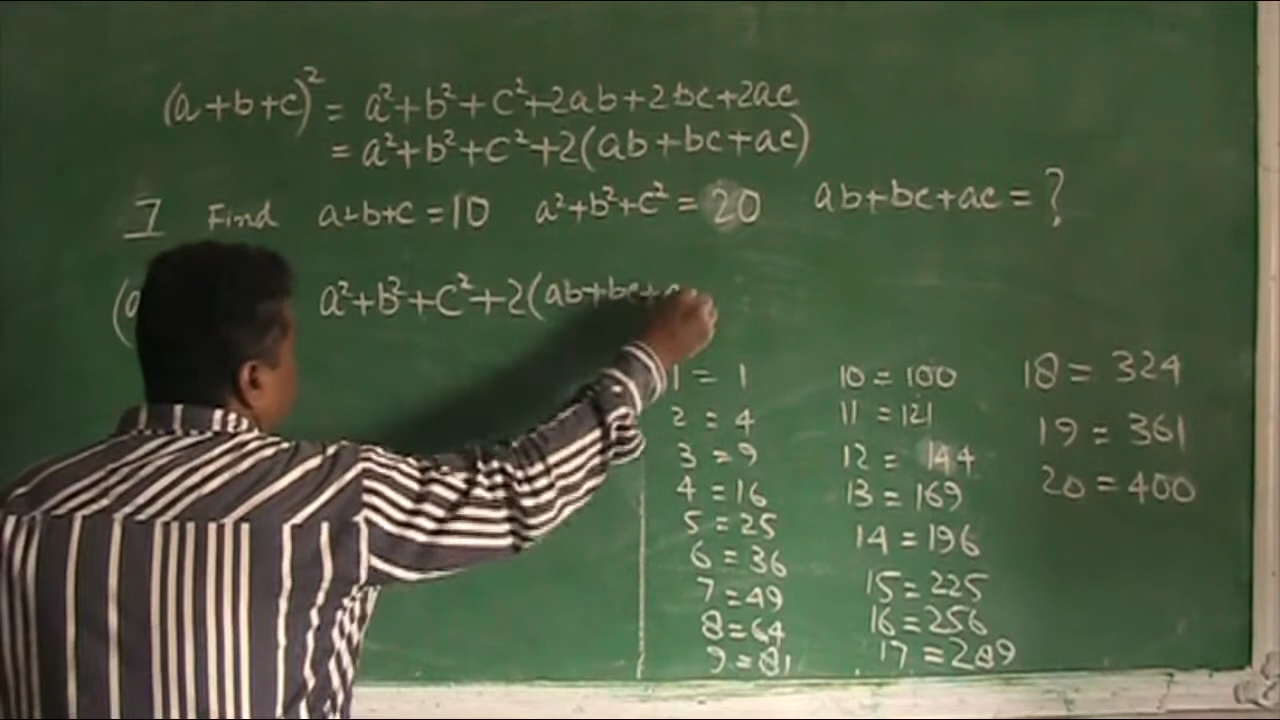 (a+b+c)² = a²+b²+c²+2ab+2bc+2ac
= a²+b²+c²+2(ab+bc+ac)
I Find a+b+c=10 a²+b²+c² = 20 ab+bc+ac = ?
(a a²+b²+c²+2(ab+bc+a
1 = 1
2 = 4
3 = 9
4 = 16
5 = 25
6 = 36
7 = 49
8 = 64
9 = 81
10 = 100
11 = 121
12 = 144
13 = 169
14 = 196
15 = 225
16 = 256
17 = 289
18 = 324
19 = 361
20 = 400